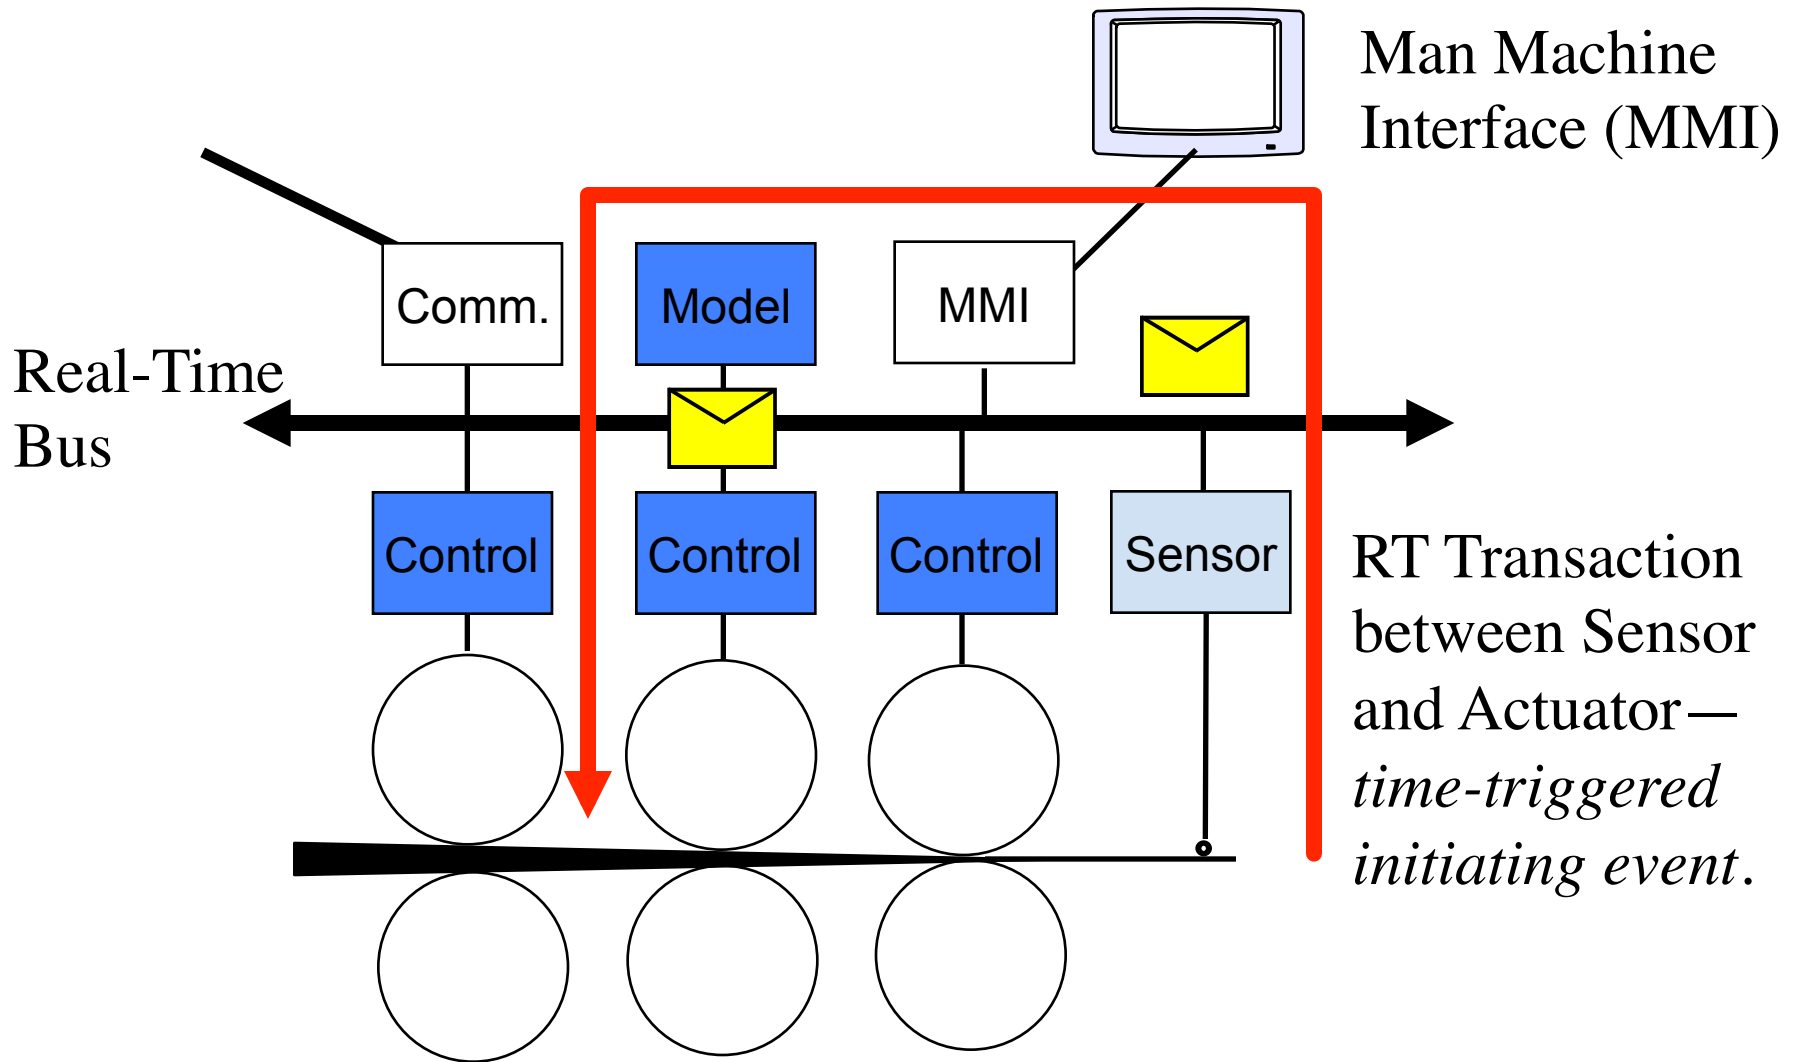 Man Machine
Interface (MMI)
Comm.
Model
MMI
Real-Time
Bus
Control
Control
Control
Sensor
RT Transaction
between Sensor
and Actuator—
time-triggered
initiating event.